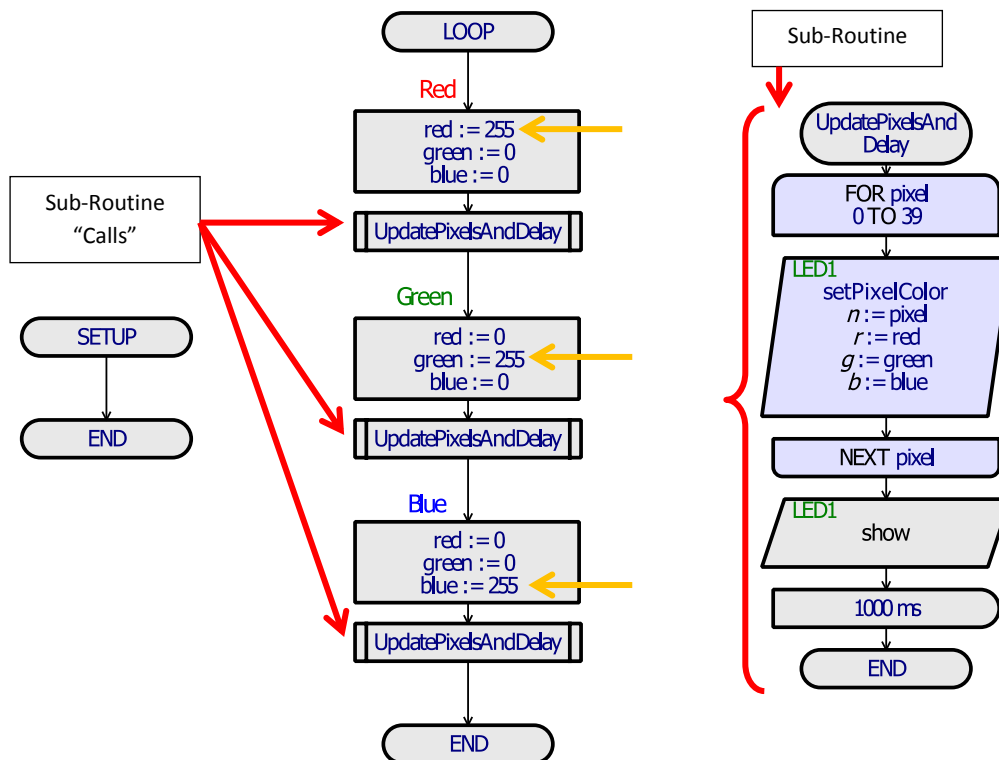 Sub-Routine
"Calls"
SETUP
END
LOOP
Red
red := 255
green := 0
blue := 0
UpdatePixelsAndDelay
Green
red := 0
green := 255
blue := 0
UpdatePixelsAndDelay
Blue
red := 0
green := 0
blue := 255
UpdatePixelsAndDelay
END
Sub-Routine
UpdatePixelsAnd
Delay
FOR pixel
0 TO 39
LED1
setPixelColor
n := pixel
r := red
g := green
b := blue
NEXT pixel
LED1
show
1000 ms
END